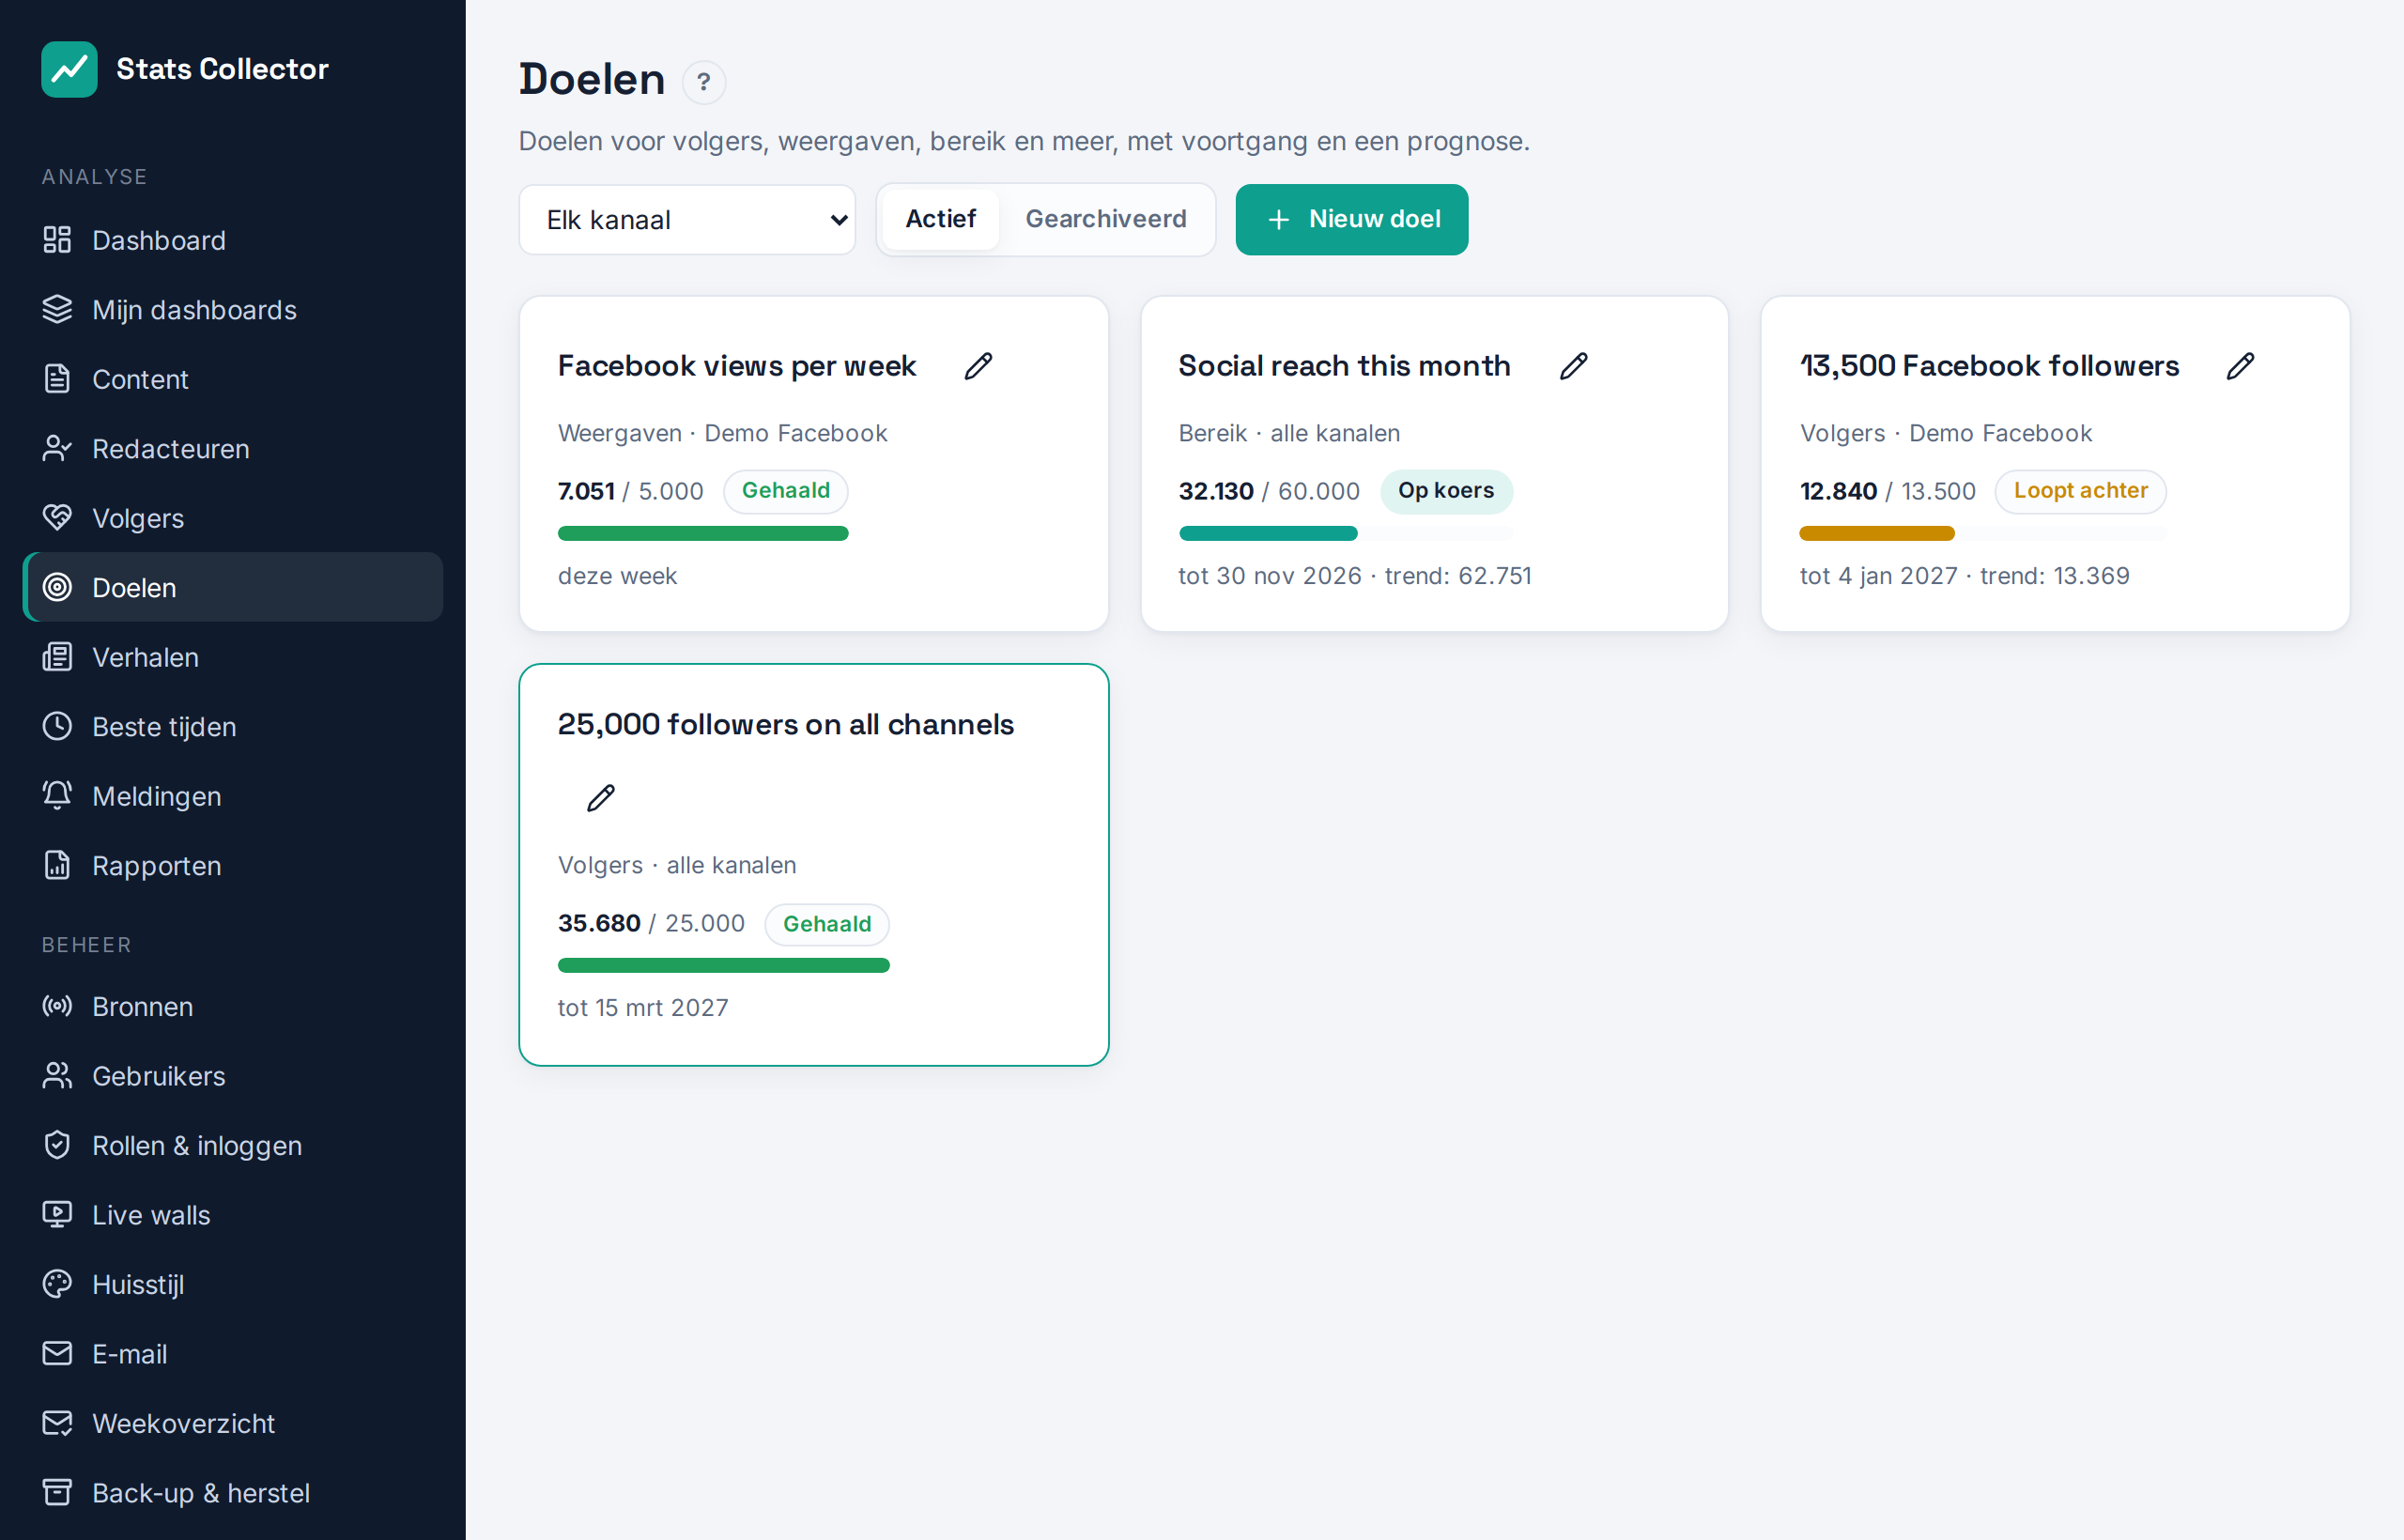 Stats Collector
ANALYSE
Dashboard
Mijn dashboards
Content
Redacteuren
Volgers
Doelen
Verhalen
Beste tijden
Meldingen
Rapporten
BEHEER
Bronnen
Gebruikers
Rollen & inloggen
Live walls
Huisstijl
E-mail
Weekoverzicht
Back-up & herstel
Doelen ?
Doelen voor volgers, weergaven, bereik en meer, met voortgang en een prognose.
Elk kanaal Actief Gearchiveerd + Nieuw doel
Facebook views per week
Weergaven · Demo Facebook
7.051 / 5.000 Gehaald
deze week
Social reach this month
Bereik · alle kanalen
32.130 / 60.000 Op koers
tot 30 nov 2026 · trend: 62.751
13,500 Facebook followers
Volgers · Demo Facebook
12.840 / 13.500 Loopt achter
tot 4 jan 2027 · trend: 13.369
25,000 followers on all channels
Volgers · alle kanalen
35.680 / 25.000 Gehaald
tot 15 mrt 2027